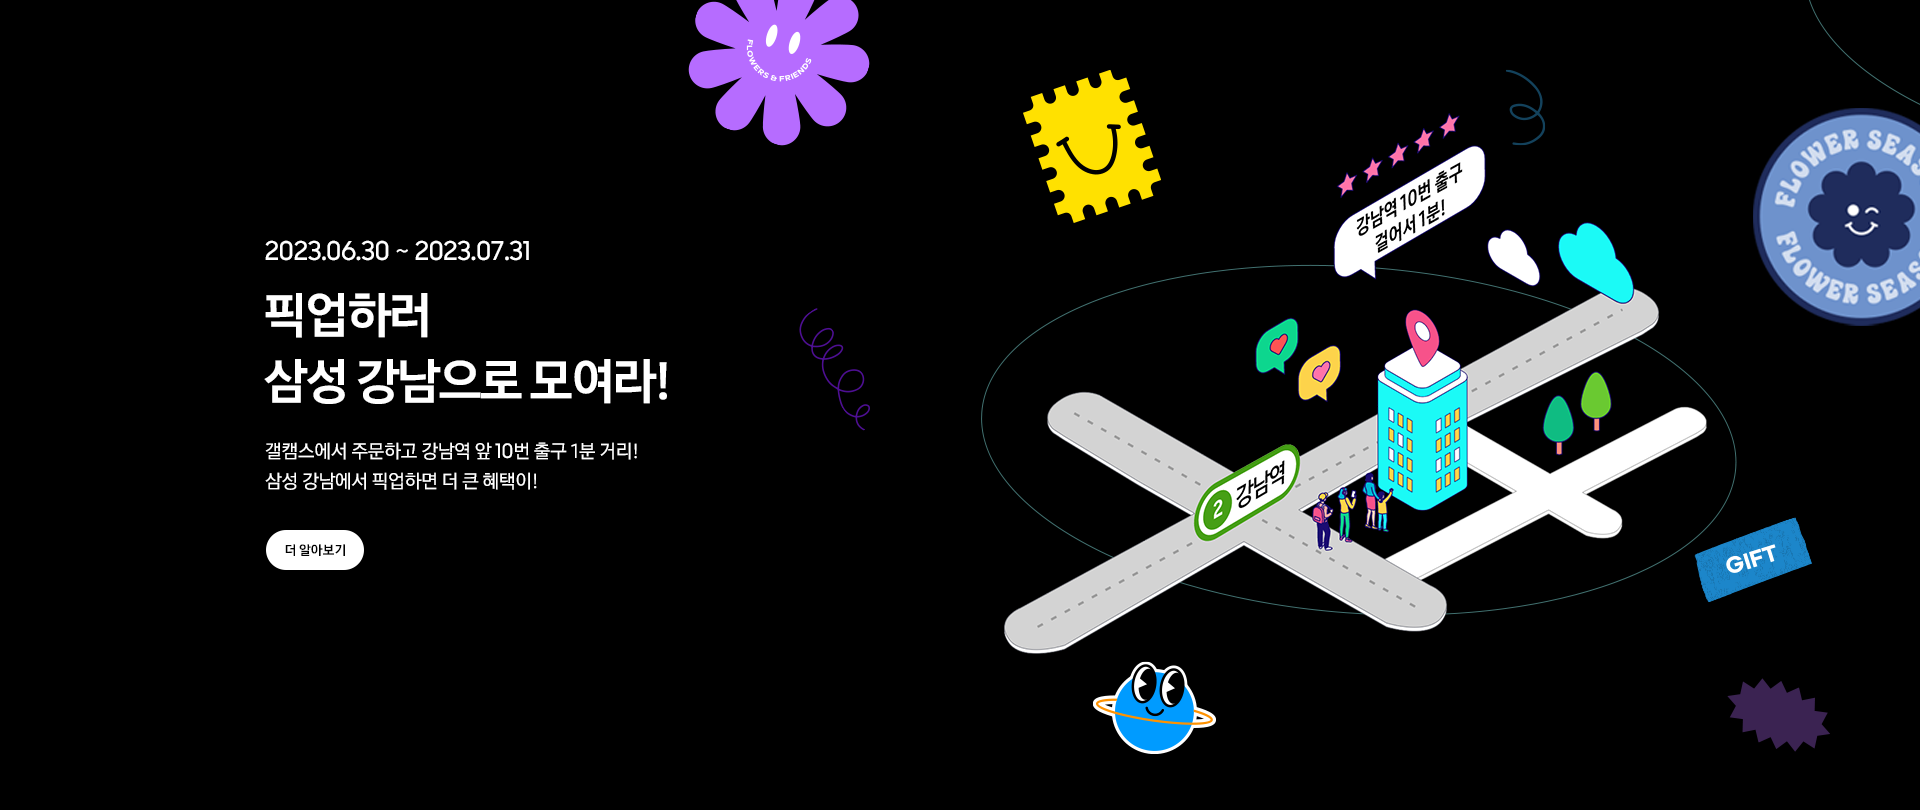 FLOWERS & FRIENDS
2023.06.30 ~ 2023.07.31
픽업하러
삼성 강남으로 모여라!
갤캠스에서 주문하고 강남역 앞 10번 출구 1분 거리!
삼성 강남에서 픽업하면 더 큰 혜택이!
더 알아보기
강남역 10번 출구
걸어서 1분!
2 강남역
FLOWER SEAS
FLOWER SEAS
GIFT